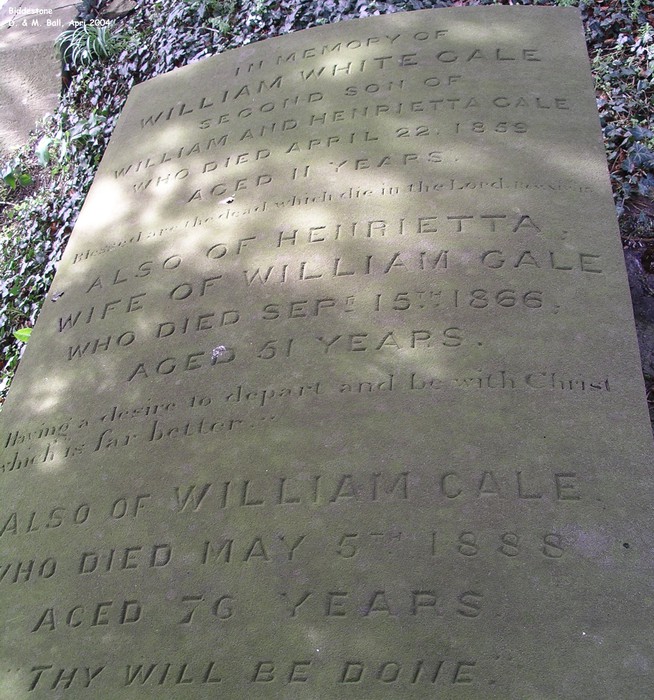 Bidderstone
G. & M. Ball, Apr 2004
IN MEMORY OF
WILLIAM WHITE GALE
SECOND SON OF
WILLIAM AND HENRIETTA GALE
WHO DIED APRIL 22, 1859
AGED 11 YEARS.
Blessed are the dead which die in the Lord.
ALSO OF HENRIETTA,
WIFE OF WILLIAM GALE
WHO DIED SEPR 15TH 1866,
AGED 51 YEARS.
Having a desire to depart and be with Christ
which is far better...
ALSO OF WILLIAM GALE,
WHO DIED MAY 5TH 1888
AGED 76 YEARS.
"THY WILL BE DONE."